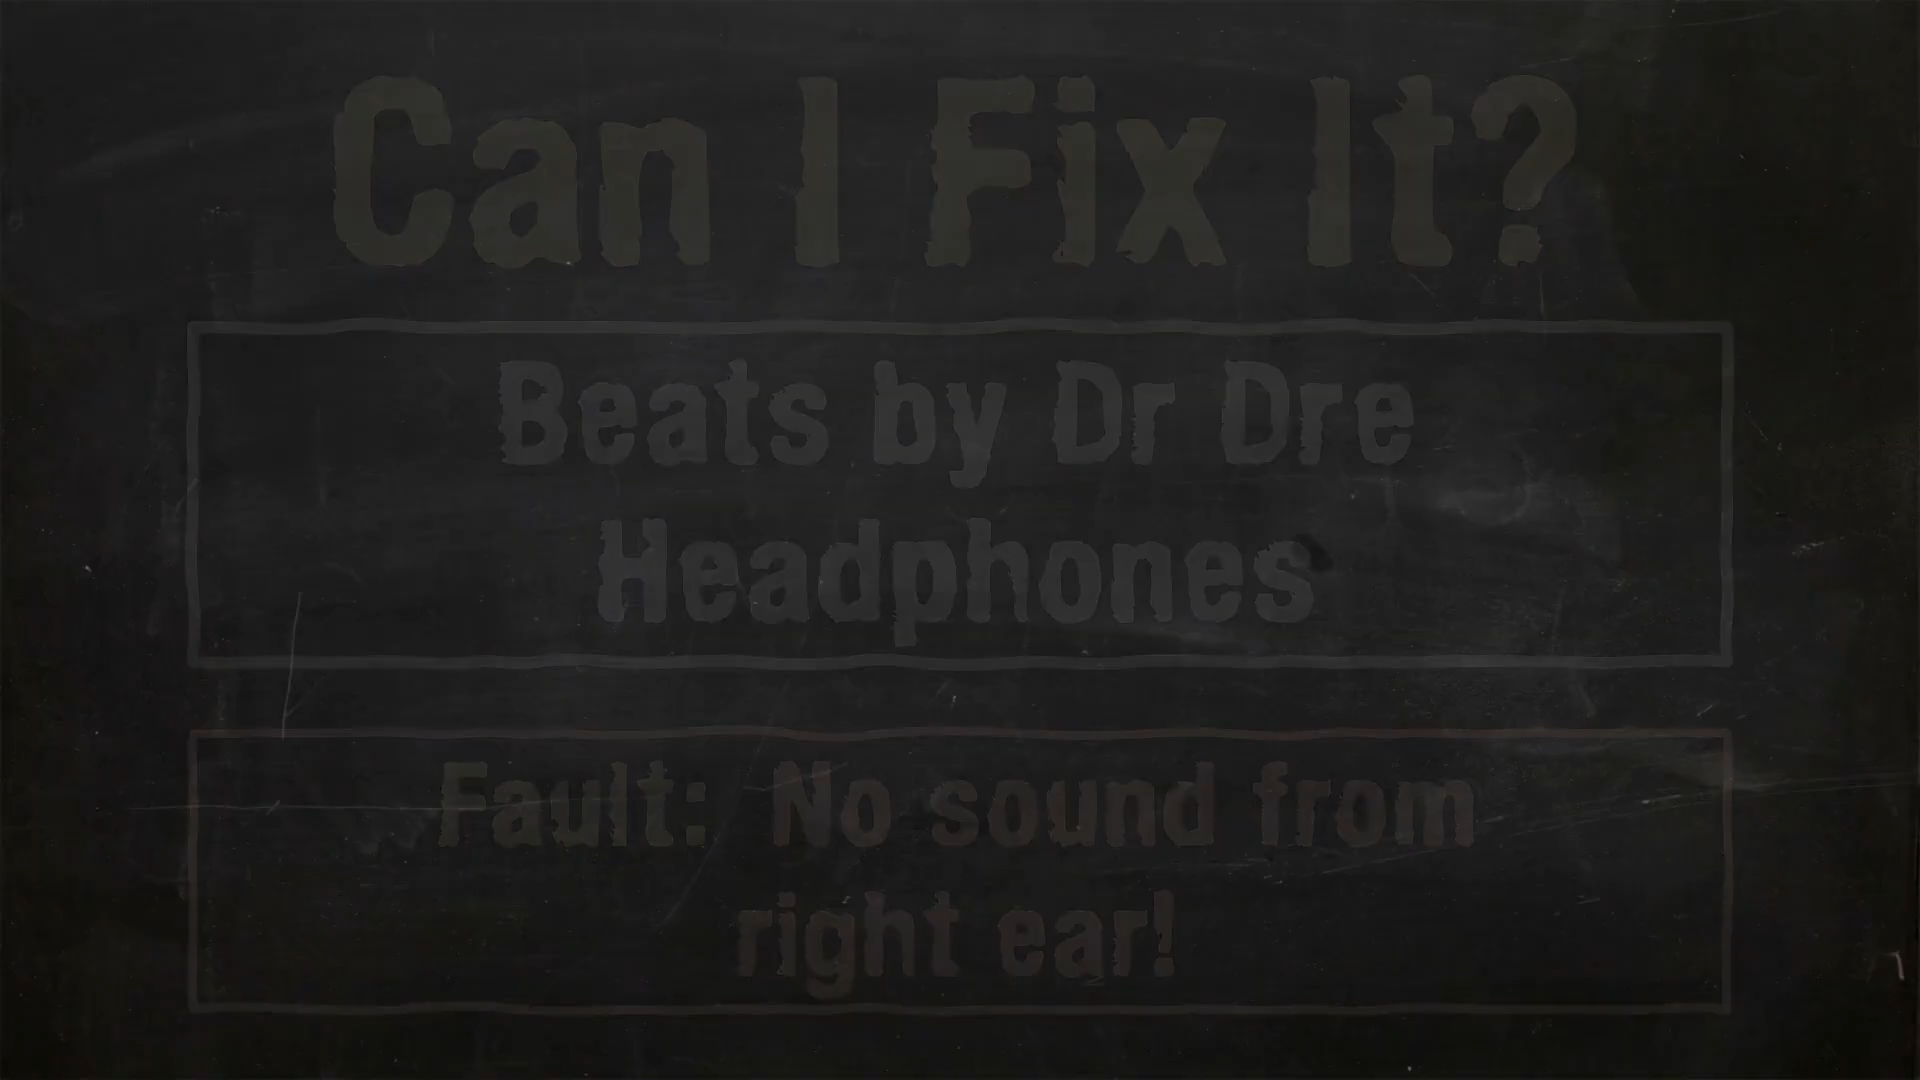 Can I Fix It?
Beats by Dr Dre
Headphones
Fault: No sound from
right ear!